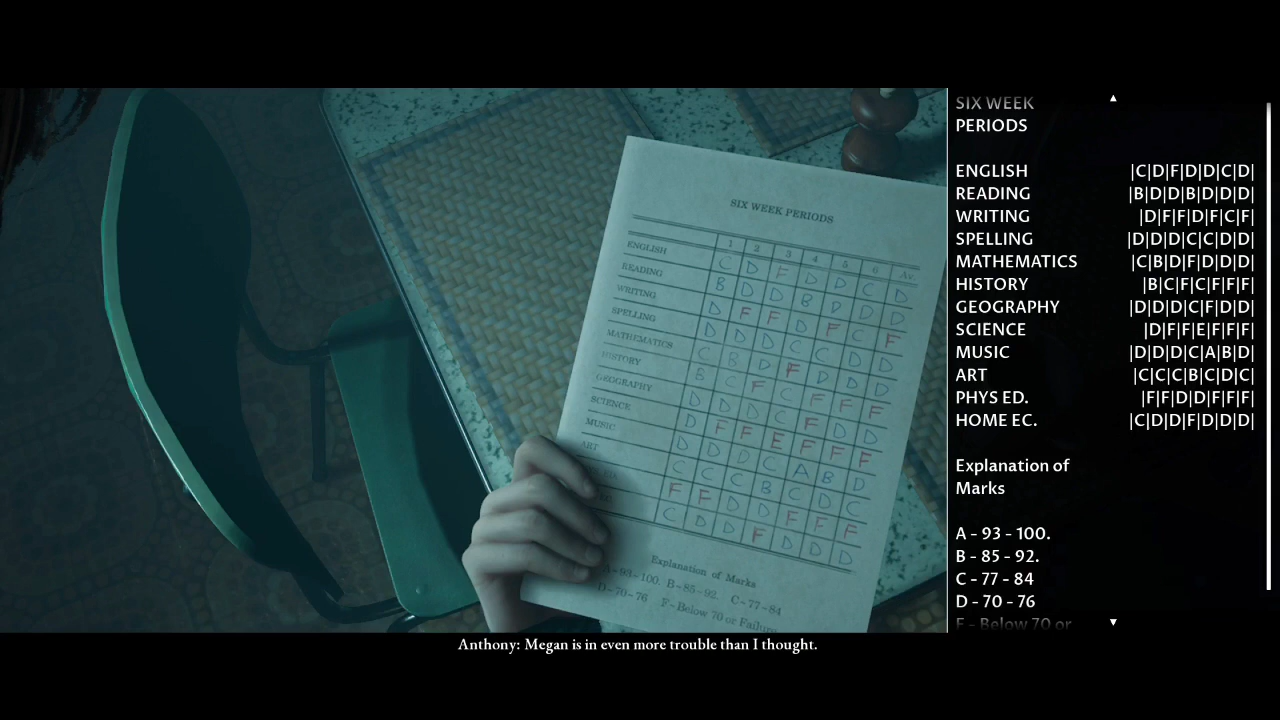 SIX WEEK PERIODS
1 2 3 4 5 6 Av.
ENGLISH C D F D D C D
READING B D D B D D D
WRITING D F F D F C F
SPELLING D D D C C D D
MATHEMATICS C B D F D D D
HISTORY B C F C F F F
GEOGRAPHY D D D C F D D
SCIENCE D F F E F F F
MUSIC D D D C A B D
ART C C C B C D C
F F D D F F F
C D D F D D D
Explanation of Marks
A-93-100. B-85-92. C-77-84
D-70-76 F-Below 70 or Failure
SIX WEEK
PERIODS
ENGLISH |C|D|F|D|D|C|D|
READING |B|D|D|B|D|D|D|
WRITING |D|F|F|D|F|C|F|
SPELLING |D|D|D|C|C|D|D|
MATHEMATICS |C|B|D|F|D|D|D|
HISTORY |B|C|F|C|F|F|F|
GEOGRAPHY |D|D|D|C|F|D|D|
SCIENCE |D|F|F|E|F|F|F|
MUSIC |D|D|D|C|A|B|D|
ART |C|C|C|B|C|D|C|
PHYS ED. |F|F|D|D|F|F|F|
HOME EC. |C|D|D|F|D|D|D|
Explanation of
Marks
A - 93 - 100.
B - 85 - 92.
C - 77 - 84
D - 70 - 76
F - Below 70 or
Anthony: Megan is in even more trouble than I thought.